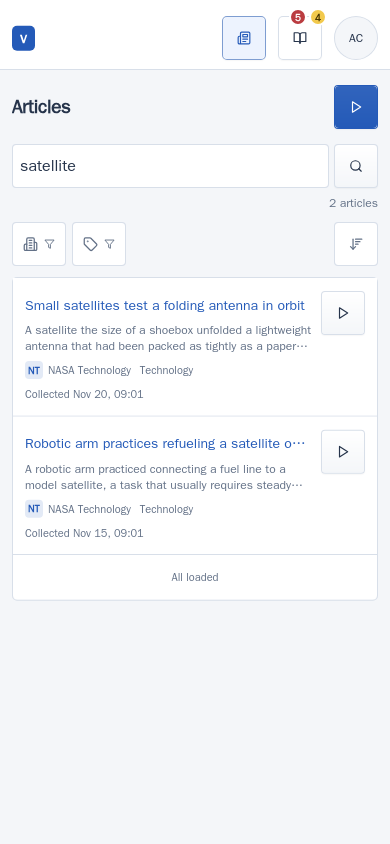 V
5
4
AC
Articles
satellite
2 articles
Small satellites test a folding antenna in orbit
A satellite the size of a shoebox unfolded a lightweight
antenna that had been packed as tightly as a paper···
NT NASA Technology Technology
Collected Nov 20, 09:01
Robotic arm practices refueling a satellite o···
A robotic arm practiced connecting a fuel line to a
model satellite, a task that usually requires steady···
NT NASA Technology Technology
Collected Nov 15, 09:01
All loaded